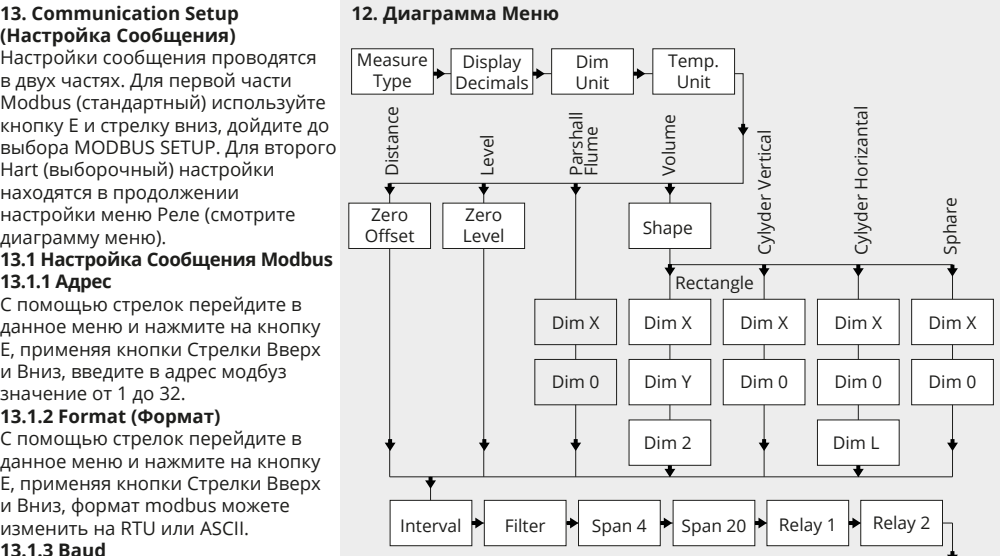 13. Communication Setup
(Настройка Сообщения)
Настройки сообщения проводятся
в двух частях. Для первой части
Modbus (стандартный) используйте
кнопку Е и стрелку вниз, дойдите до
выбора MODBUS SETUP. Для второго
Hart (выборочный) настройки
находятся в продолжении
настройки меню Реле (смотрите
диаграмму меню).
13.1 Настройка Сообщения Modbus
13.1.1 Адрес
С помощью стрелок перейдите в
данное меню и нажмите на кнопку
Е, применяя кнопки Стрелки Вверх
и Вниз, введите в адрес модбуз
значение от 1 до 32.
13.1.2 Format (Формат)
С помощью стрелок перейдите в
данное меню и нажмите на кнопку
Е, применяя кнопки Стрелки Вверх
и Вниз, формат modbus можете
изменить на RTU или ASCII.
13.1.3 Baud
12. Диаграмма Меню
Measure
Type
Display
Decimals
Dim
Unit
Temp.
Unit
Distance
Level
Parshall
Flume
Volume
Cylyder Vertical
Cylyder Horizantal
Sphare
Zero
Offset
Zero
Level
Shape
Rectangle
Dim X
Dim X
Dim X
Dim X
Dim X
Dim 0
Dim Y
Dim 0
Dim 0
Dim 0
Dim 2
Dim L
Interval
Filter
Span 4
Span 20
Relay 1
Relay 2